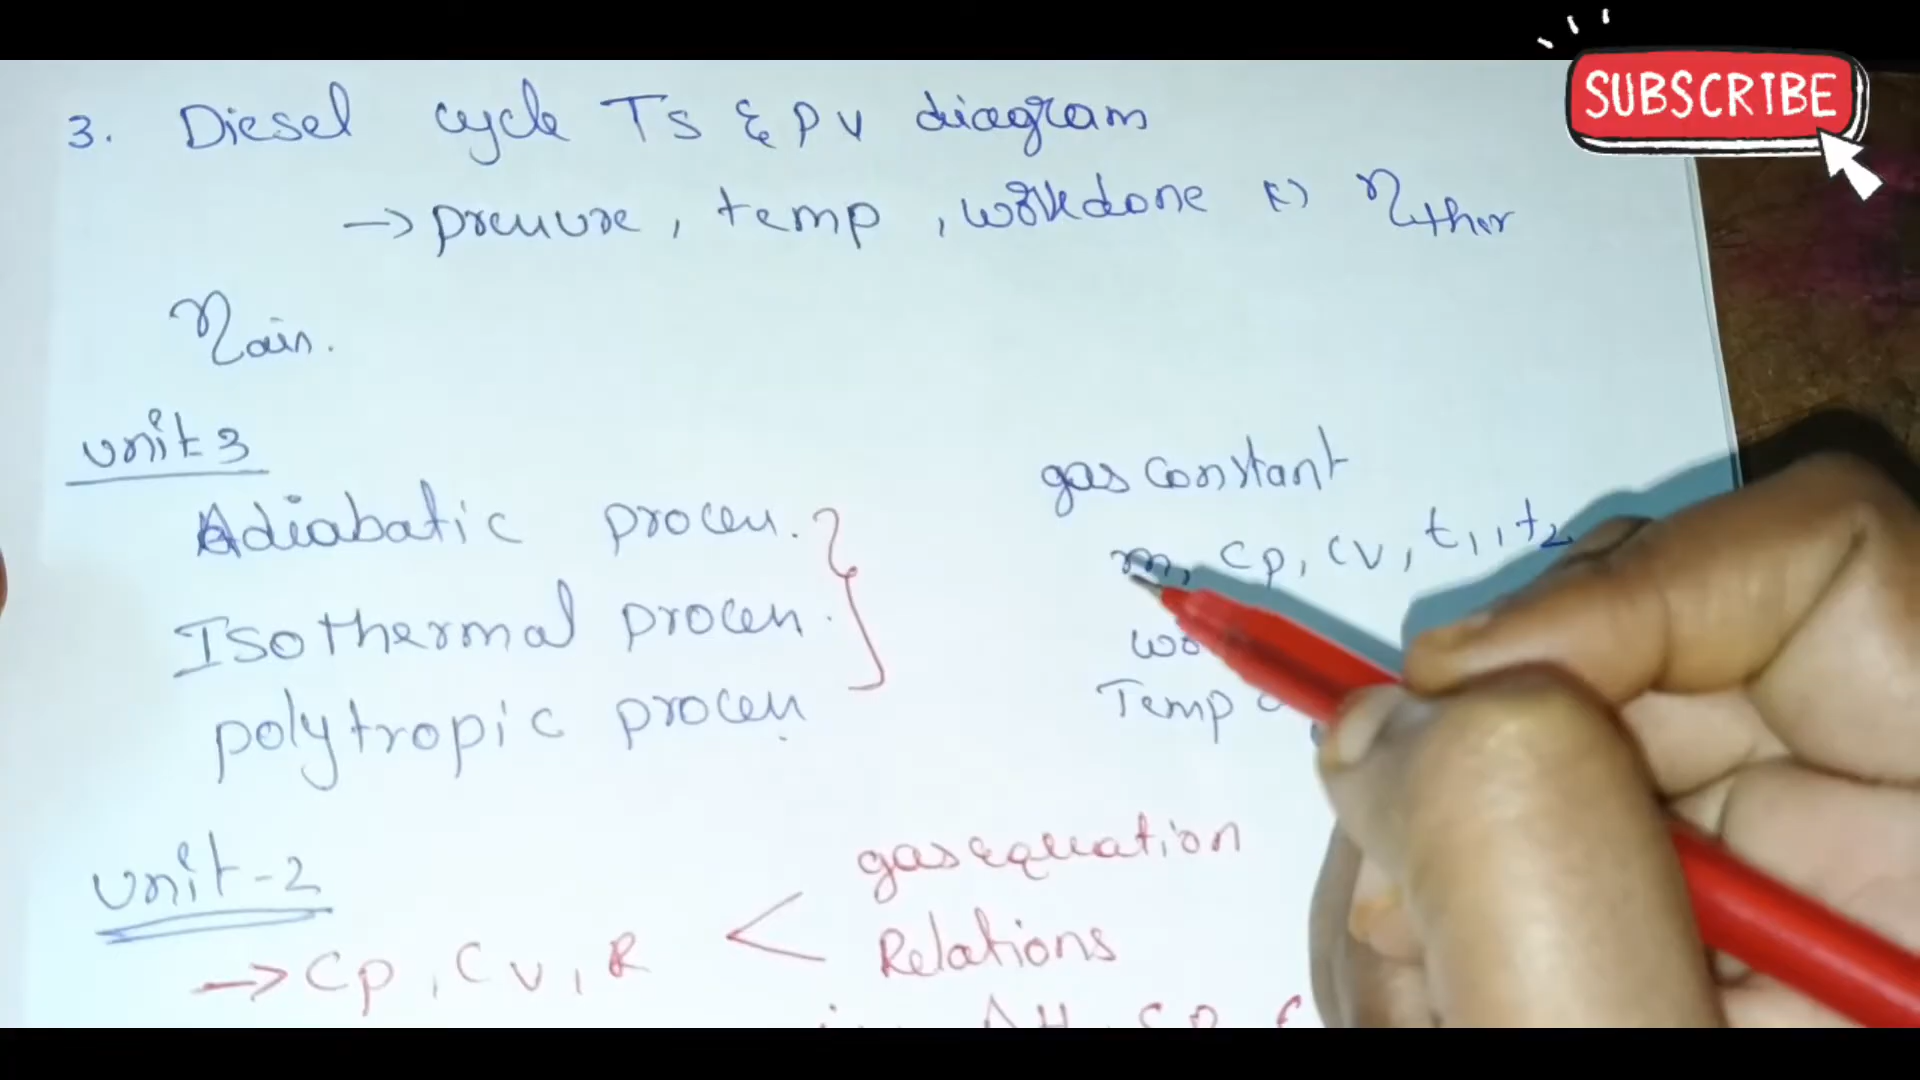 SUBSCRIBE
3. Diesel cycle Ts & PV diagram
→ pressure, temp, workdone (r) ηther
ηair.
unit 3
Adiabatic process.
Isothermal process.
polytropic process
gas constant
m, Cp, Cv, t1, t2
Temp
unit-2
→ Cp, Cv, R < gas equation
Relations